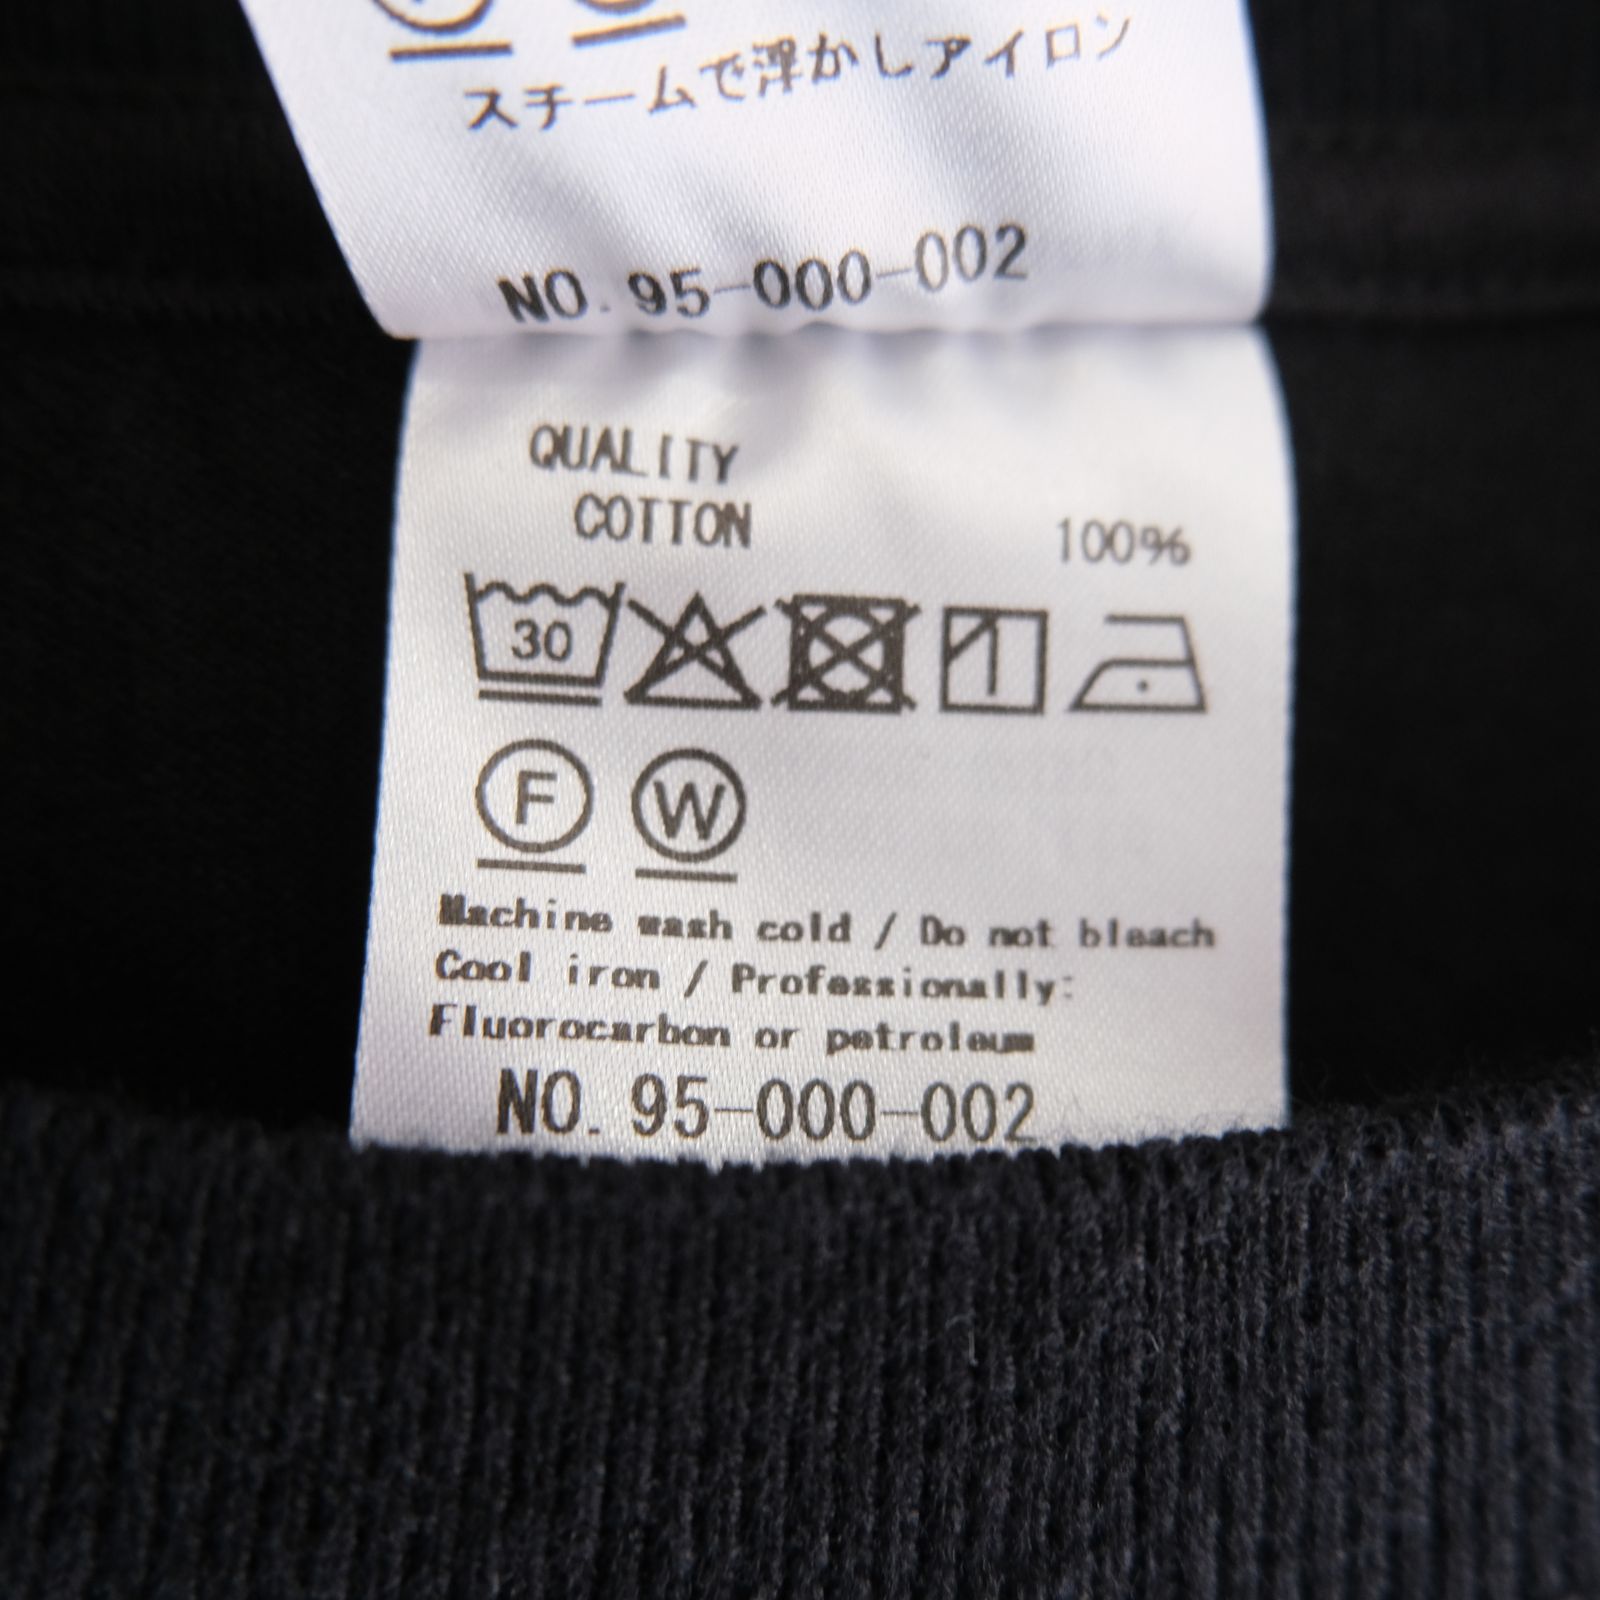 スチームで浮かしアイロン
NO. 95-000-002
QUALITY
COTTON 100%
30
F W
Machine wash cold / Do not bleach
Cool iron / Professionally:
Fluorocarbon or petroleum
NO. 95-000-002